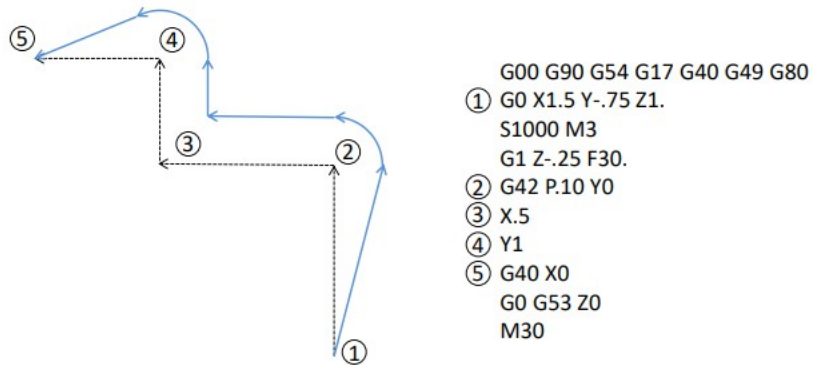 ⑤
④
③
②
①
G00 G90 G54 G17 G40 G49 G80
① G0 X1.5 Y-.75 Z1.
S1000 M3
G1 Z-.25 F30.
② G42 P.10 Y0
③ X.5
④ Y1
⑤ G40 X0
G0 G53 Z0
M30